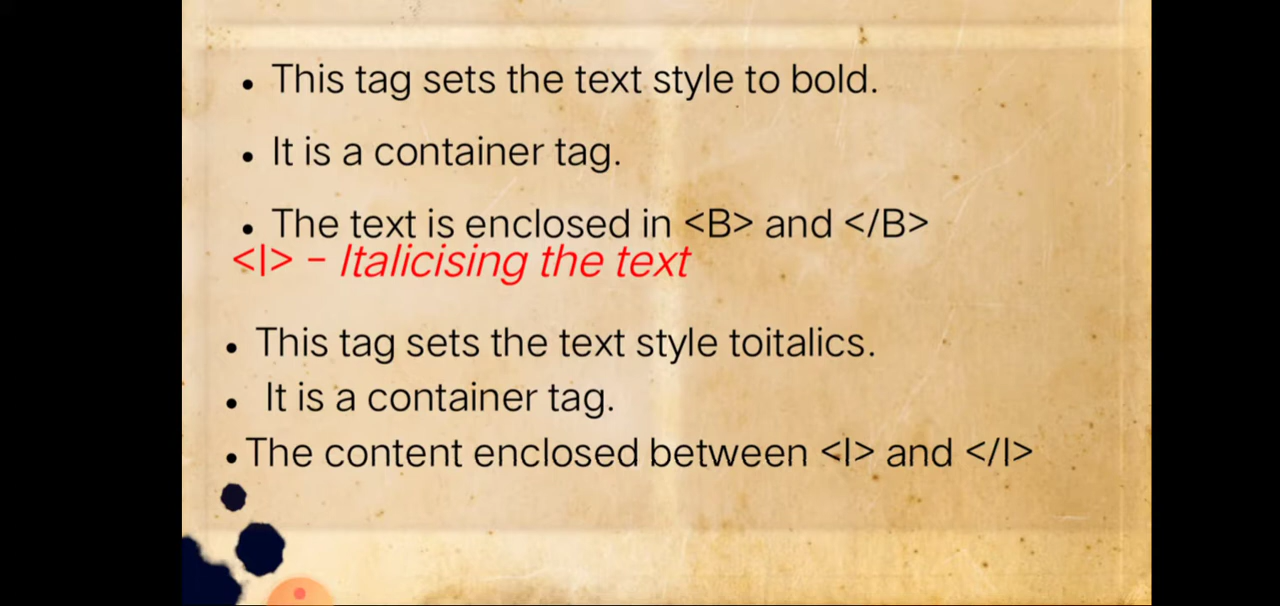 • This tag sets the text style to bold.
• It is a container tag.
• The text is enclosed in <B> and </B>
<I> – Italicising the text
• This tag sets the text style toitalics.
• It is a container tag.
• The content enclosed between <I> and </I>